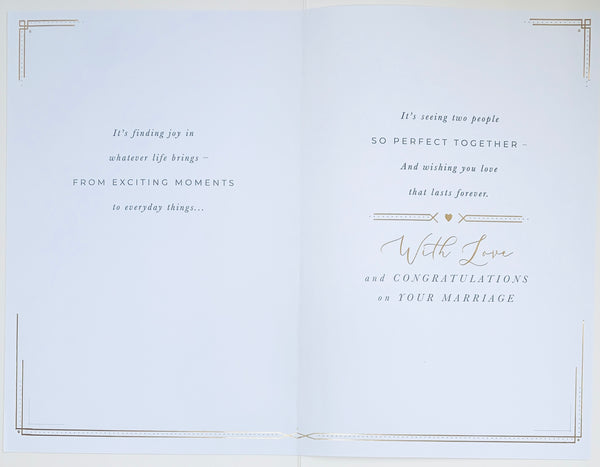 It's finding joy in
whatever life brings –
FROM EXCITING MOMENTS
to everyday things...
It's seeing two people
SO PERFECT TOGETHER –
And wishing you love
that lasts forever.
With Love
and CONGRATULATIONS
on YOUR MARRIAGE